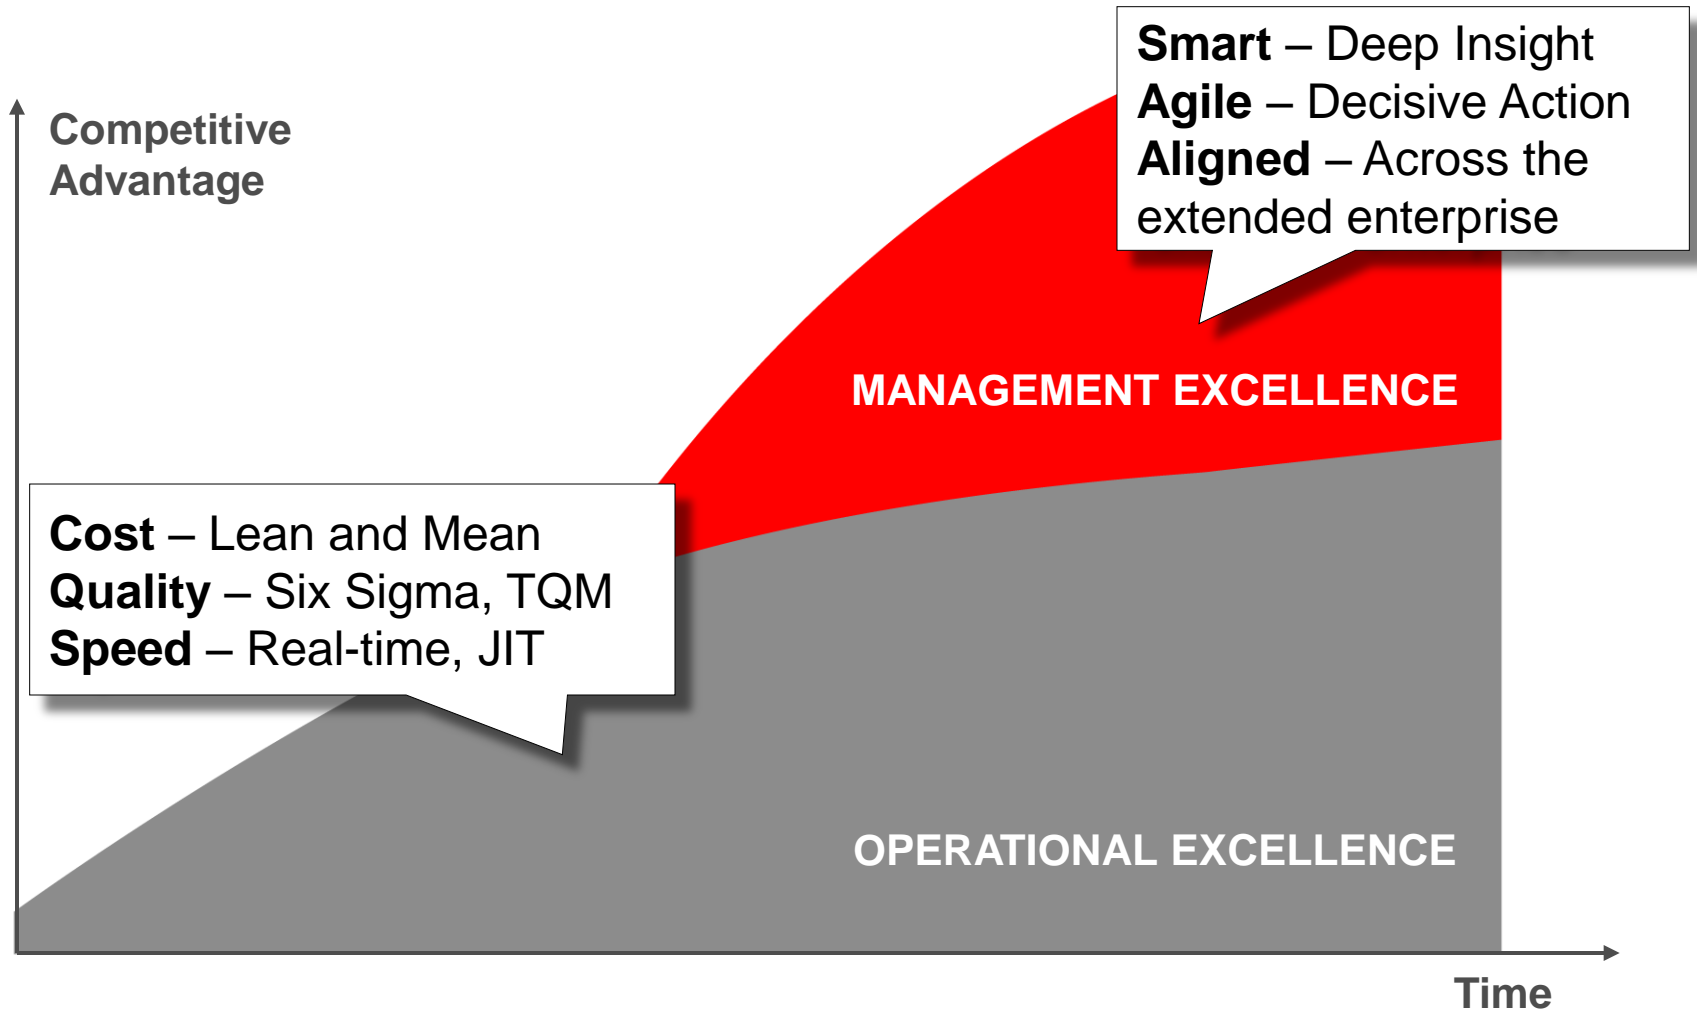 Smart – Deep Insight
Agile – Decisive Action
Aligned – Across the
extended enterprise
Competitive
Advantage
MANAGEMENT EXCELLENCE
Cost – Lean and Mean
Quality – Six Sigma, TQM
Speed – Real-time, JIT
OPERATIONAL EXCELLENCE
Time